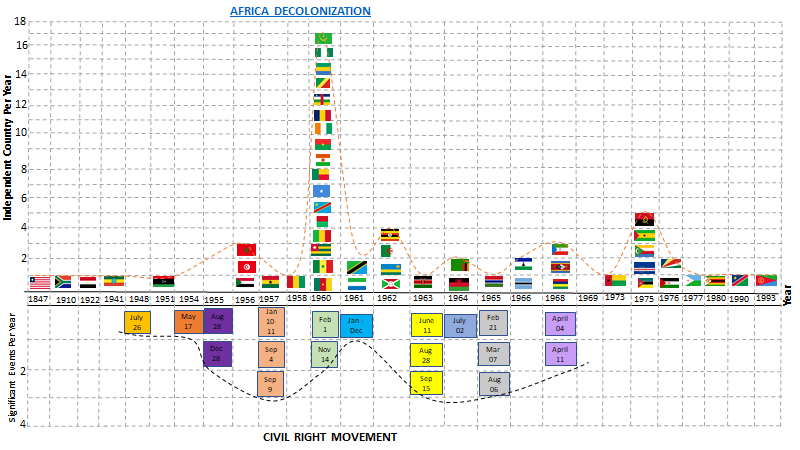 AFRICA DECOLONIZATION
Independent Country Per Year
18
16
14
12
10
8
6
4
2
1847 1910 1922 1941 1948 1951 1954 1955 1956 1957 1958 1960 1961 1962 1963 1964 1965 1966 1968 1969 1973 1975 1976 1977 1980 1990 1993
Year
Significant Events Per Year
2
4
July
26
May
17
Aug
28
Dec
28
Jan
10
11
Sep
4
Sep
9
Feb
1
Nov
14
Jan -
Dec
June
11
Aug
28
Sep
15
July
02
Feb
21
Mar
07
Aug
06
April
04
April
11
CIVIL RIGHT MOVEMENT